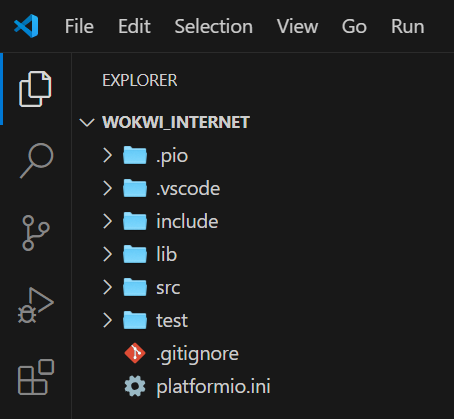 File Edit Selection View Go Run
EXPLORER
WOKWI_INTERNET
.pio
.vscode
include
lib
src
test
.gitignore
platformio.ini